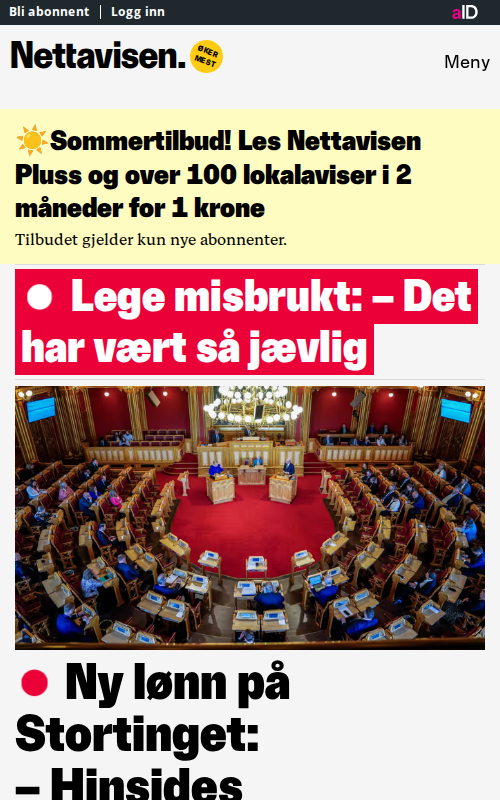 Bli abonnent | Logg inn
aID
Nettavisen.
ØKER
MEST
Meny
Sommertilbud! Les Nettavisen
Pluss og over 100 lokalaviser i 2
måneder for 1 krone
Tilbudet gjelder kun nye abonnenter.
Lege misbrukt: – Det
har vært så jævlig
Ny lønn på
Stortinget:
– Hinsides